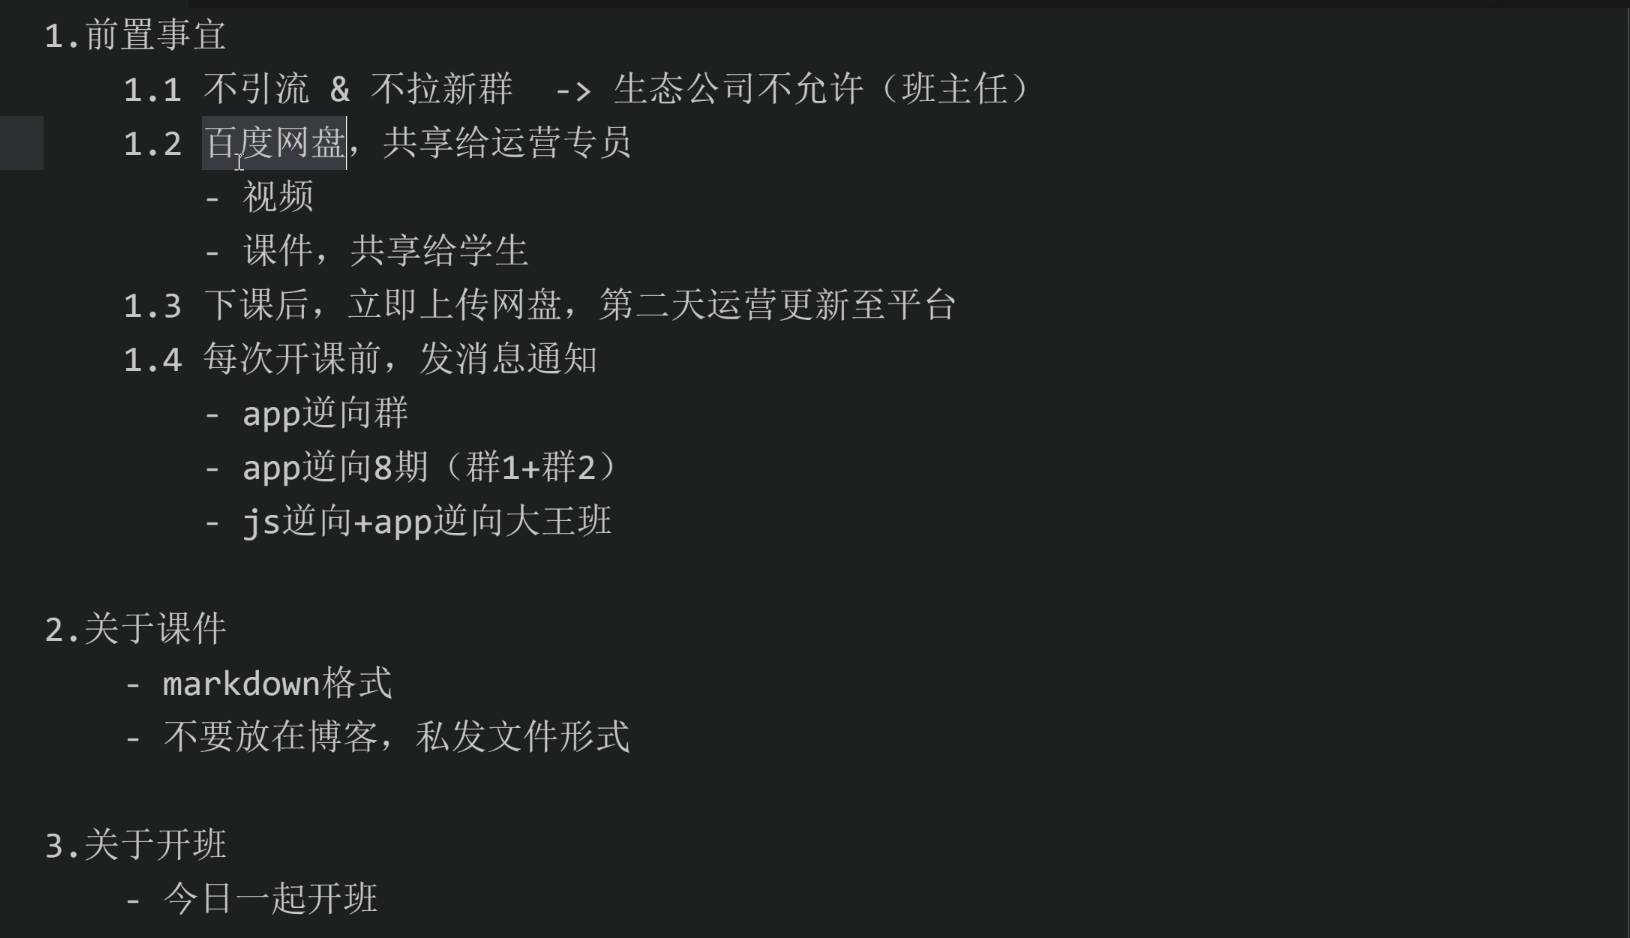 1.前置事宜
1.1 不引流 & 不拉新群 -> 生态公司不允许（班主任）
1.2 百度网盘，共享给运营专员
- 视频
- 课件，共享给学生
1.3 下课后，立即上传网盘，第二天运营更新至平台
1.4 每次开课前，发消息通知
- app逆向群
- app逆向8期（群1+群2）
- js逆向+app逆向大王班
2.关于课件
- markdown格式
- 不要放在博客，私发文件形式
3.关于开班
- 今日一起开班